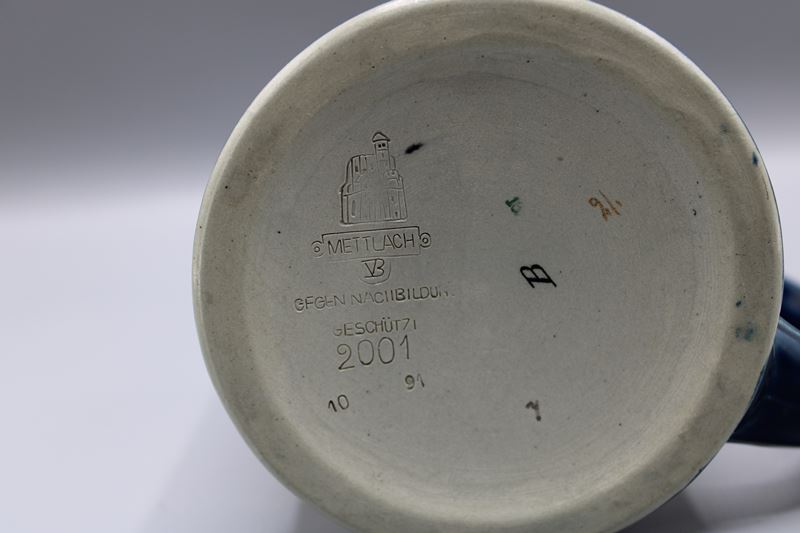 METTLACH
VB
GEGEN NACHBILDUN
GESCHÜTZT
2001
10 91
B